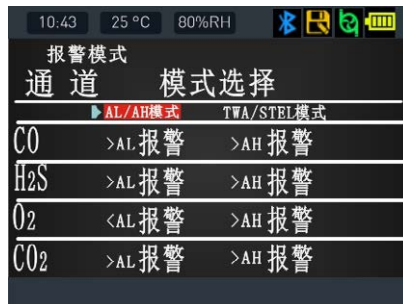 10:43 25 °C 80%RH
报警模式
通 道 模式选择
AL/AH模式 TWA/STEL模式
CO >AL报警 >AH报警
H2S >AL报警 >AH报警
O2 <AL报警 >AH报警
CO2 >AL报警 >AH报警